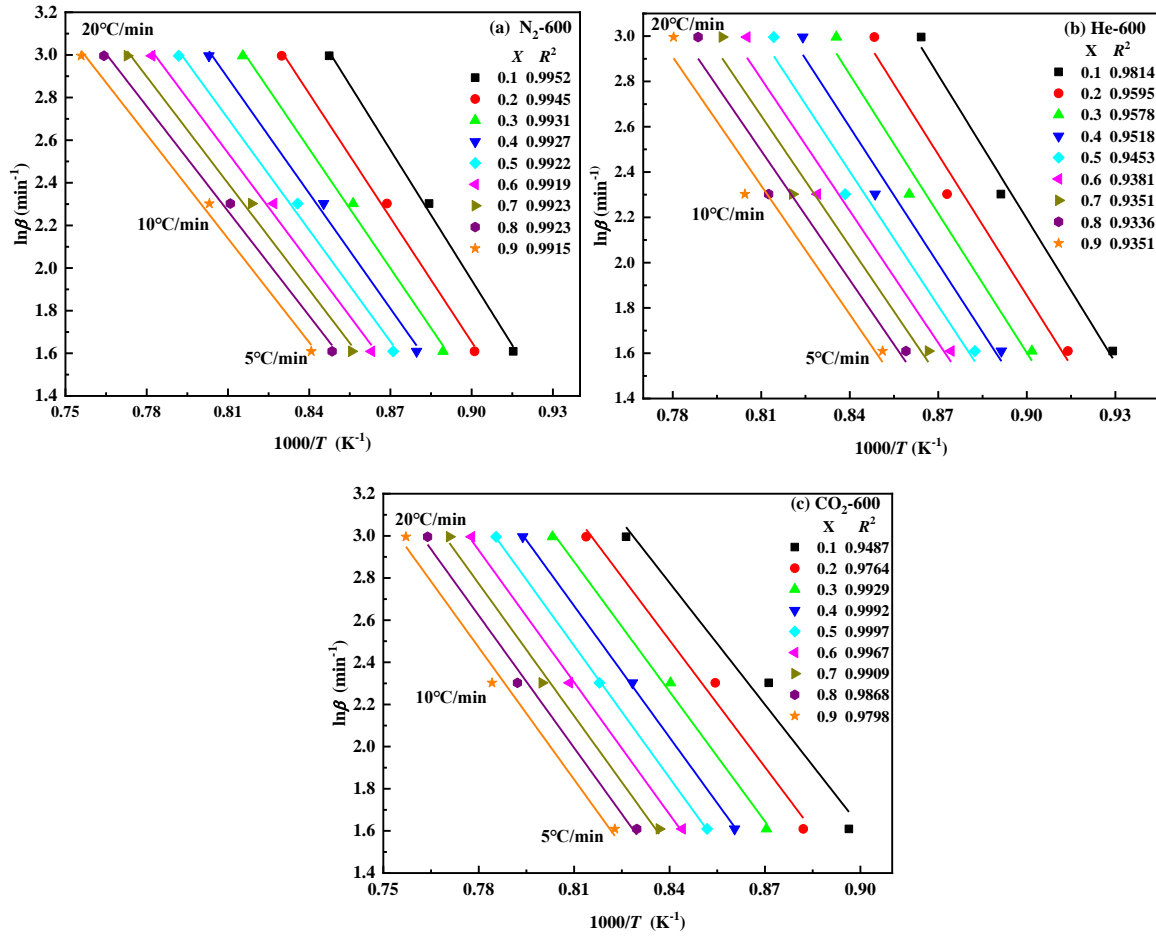 (a) N₂-600
20℃/min
X R²
0.1 0.9952
0.2 0.9945
0.3 0.9931
0.4 0.9927
0.5 0.9922
0.6 0.9919
0.7 0.9923
0.8 0.9923
0.9 0.9915
10℃/min
5℃/min
3.2
3.0
2.8
2.6
2.4
2.2
2.0
1.8
1.6
1.4
lnβ (min⁻¹)
0.75 0.78 0.81 0.84 0.87 0.90 0.93
1000/T (K⁻¹)
(b) He-600
20℃/min
X R²
0.1 0.9814
0.2 0.9595
0.3 0.9578
0.4 0.9518
0.5 0.9453
0.6 0.9381
0.7 0.9351
0.8 0.9336
0.9 0.9351
10℃/min
5℃/min
3.0
2.8
2.6
2.4
2.2
2.0
1.8
1.6
1.4
lnβ (min⁻¹⁾
0.78 0.81 0.84 0.87 0.90 0.93
1000/T (K⁻¹)
(c) CO₂-600
20℃/min
X R²
0.1 0.9487
0.2 0.9764
0.3 0.9929
0.4 0.9992
0.5 0.9997
0.6 0.9967
0.7 0.9909
0.8 0.9868
0.9 0.9798
10℃/min
5℃/min
3.2
3.0
2.8
2.6
2.4
2.2
2.0
1.8
1.6
1.4
lnβ (min⁻¹)
0.75 0.78 0.81 0.84 0.87 0.90
1000/T (K⁻¹)